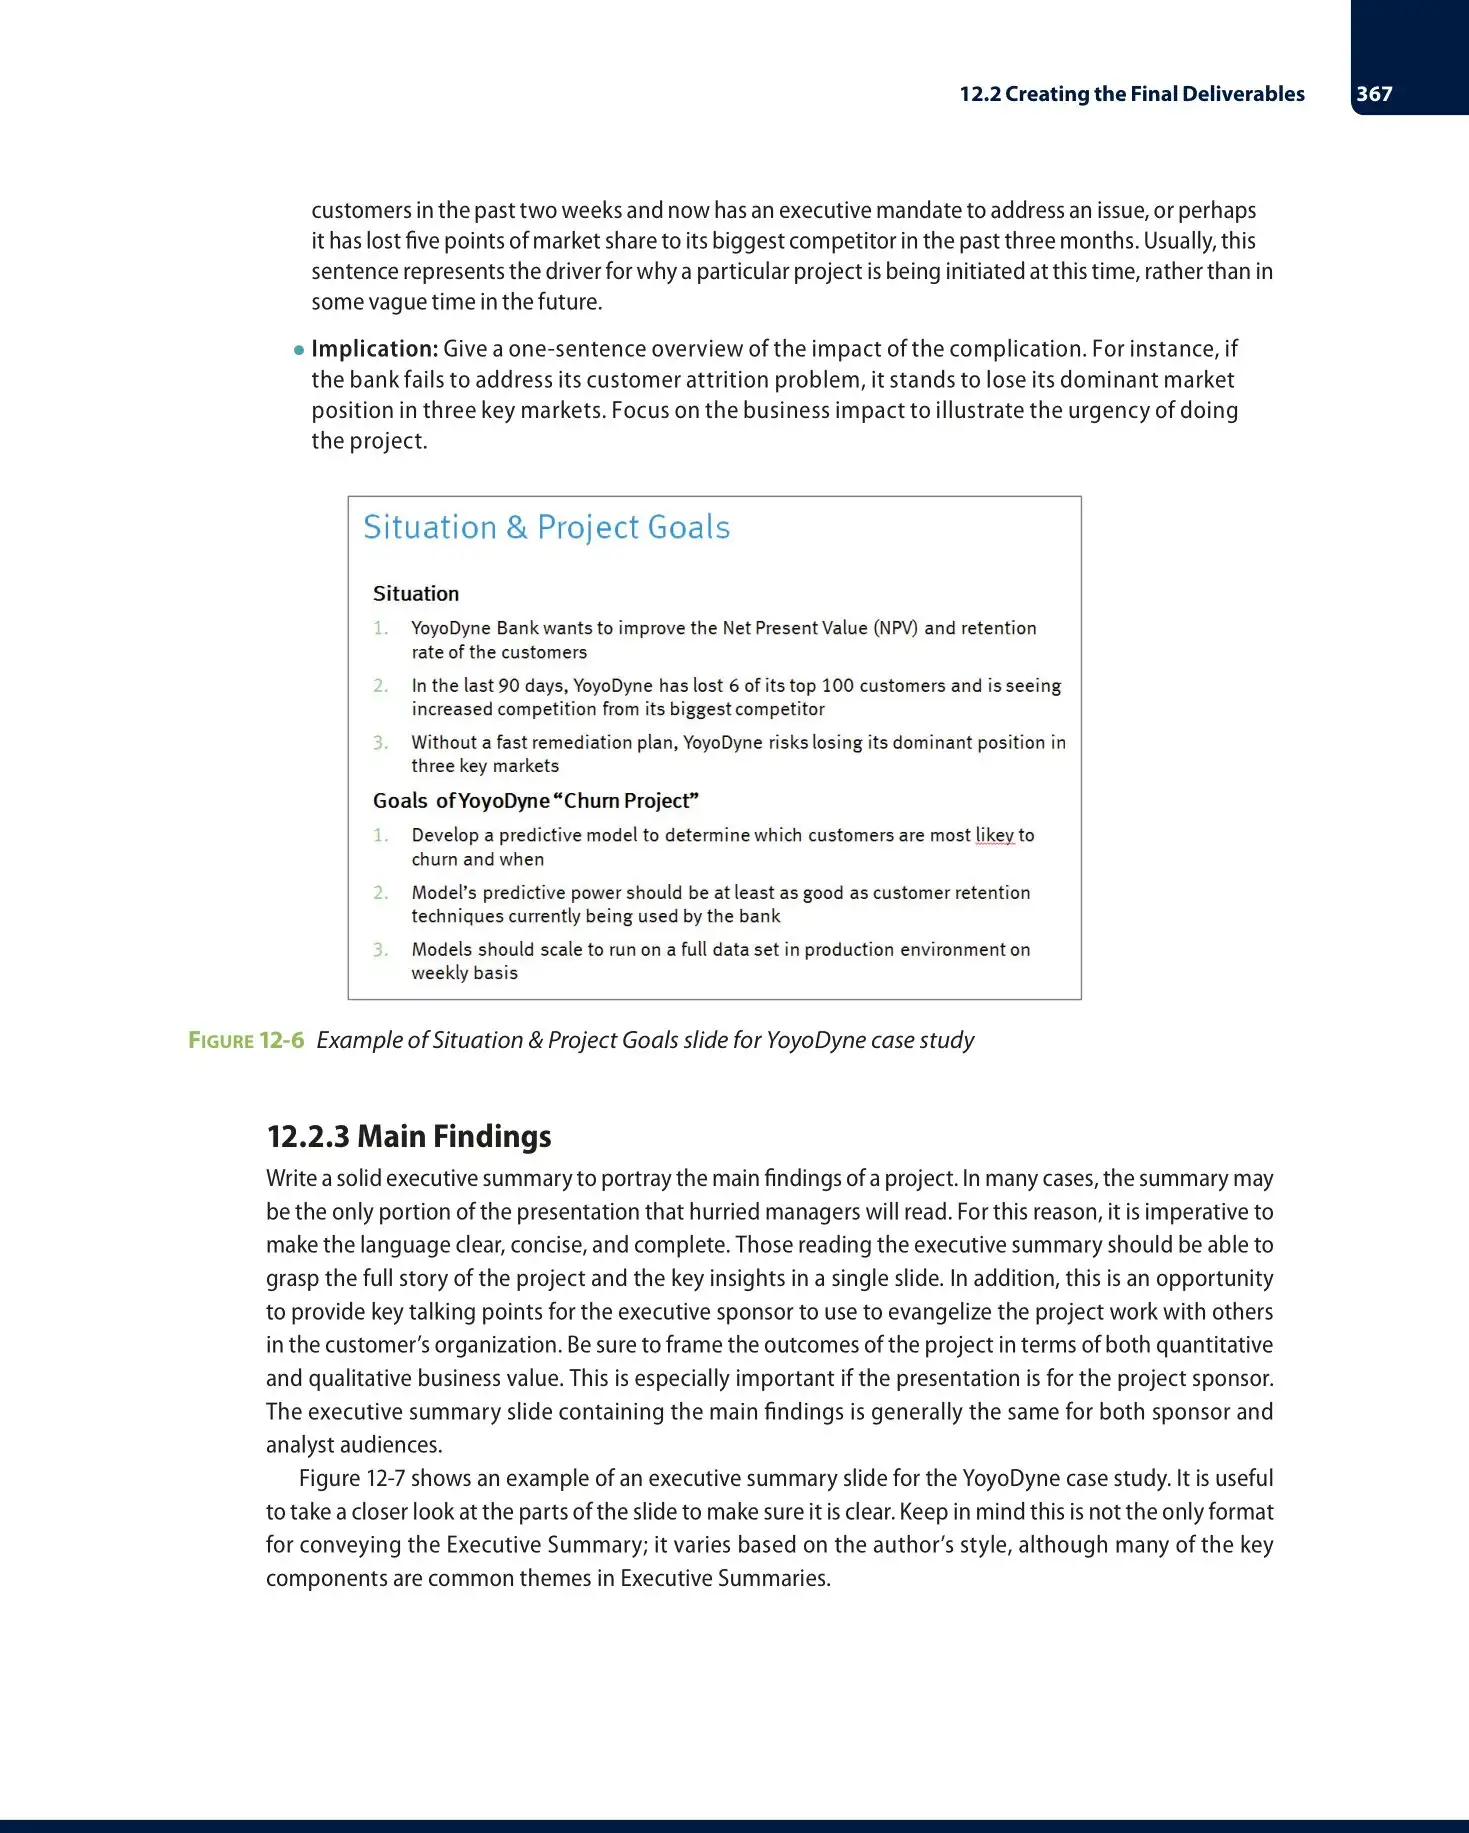 12.2 Creating the Final Deliverables 367
customers in the past two weeks and now has an executive mandate to address an issue, or perhaps
it has lost five points of market share to its biggest competitor in the past three months. Usually, this
sentence represents the driver for why a particular project is being initiated at this time, rather than in
some vague time in the future.
• Implication: Give a one-sentence overview of the impact of the complication. For instance, if
the bank fails to address its customer attrition problem, it stands to lose its dominant market
position in three key markets. Focus on the business impact to illustrate the urgency of doing
the project.
Situation & Project Goals
Situation
1. YoyoDyne Bank wants to improve the Net Present Value (NPV) and retention
rate of the customers
2. In the last 90 days, YoyoDyne has lost 6 of its top 100 customers and is seeing
increased competition from its biggest competitor
3. Without a fast remediation plan, YoyoDyne risks losing its dominant position in
three key markets
Goals of YoyoDyne “Churn Project”
1. Develop a predictive model to determine which customers are most likey to
churn and when
2. Model’s predictive power should be at least as good as customer retention
techniques currently being used by the bank
3. Models should scale to run on a full data set in production environment on
weekly basis
FIGURE 12-6 Example of Situation & Project Goals slide for YoyoDyne case study
12.2.3 Main Findings
Write a solid executive summary to portray the main findings of a project. In many cases, the summary may
be the only portion of the presentation that hurried managers will read. For this reason, it is imperative to
make the language clear, concise, and complete. Those reading the executive summary should be able to
grasp the full story of the project and the key insights in a single slide. In addition, this is an opportunity
to provide key talking points for the executive sponsor to use to evangelize the project work with others
in the customer’s organization. Be sure to frame the outcomes of the project in terms of both quantitative
and qualitative business value. This is especially important if the presentation is for the project sponsor.
The executive summary slide containing the main findings is generally the same for both sponsor and
analyst audiences.
Figure 12-7 shows an example of an executive summary slide for the YoyoDyne case study. It is useful
to take a closer look at the parts of the slide to make sure it is clear. Keep in mind this is not the only format
for conveying the Executive Summary; it varies based on the author’s style, although many of the key
components are common themes in Executive Summaries.